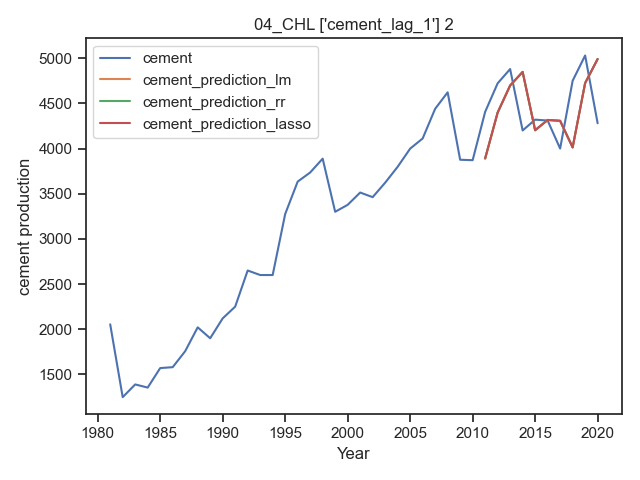 04_CHL ['cement_lag_1'] 2
cement
cement_prediction_lm
cement_prediction_rr
cement_prediction_lasso
cement production
5000
4500
4000
3500
3000
2500
2000
1500
1980 1985 1990 1995 2000 2005 2010 2015 2020
Year